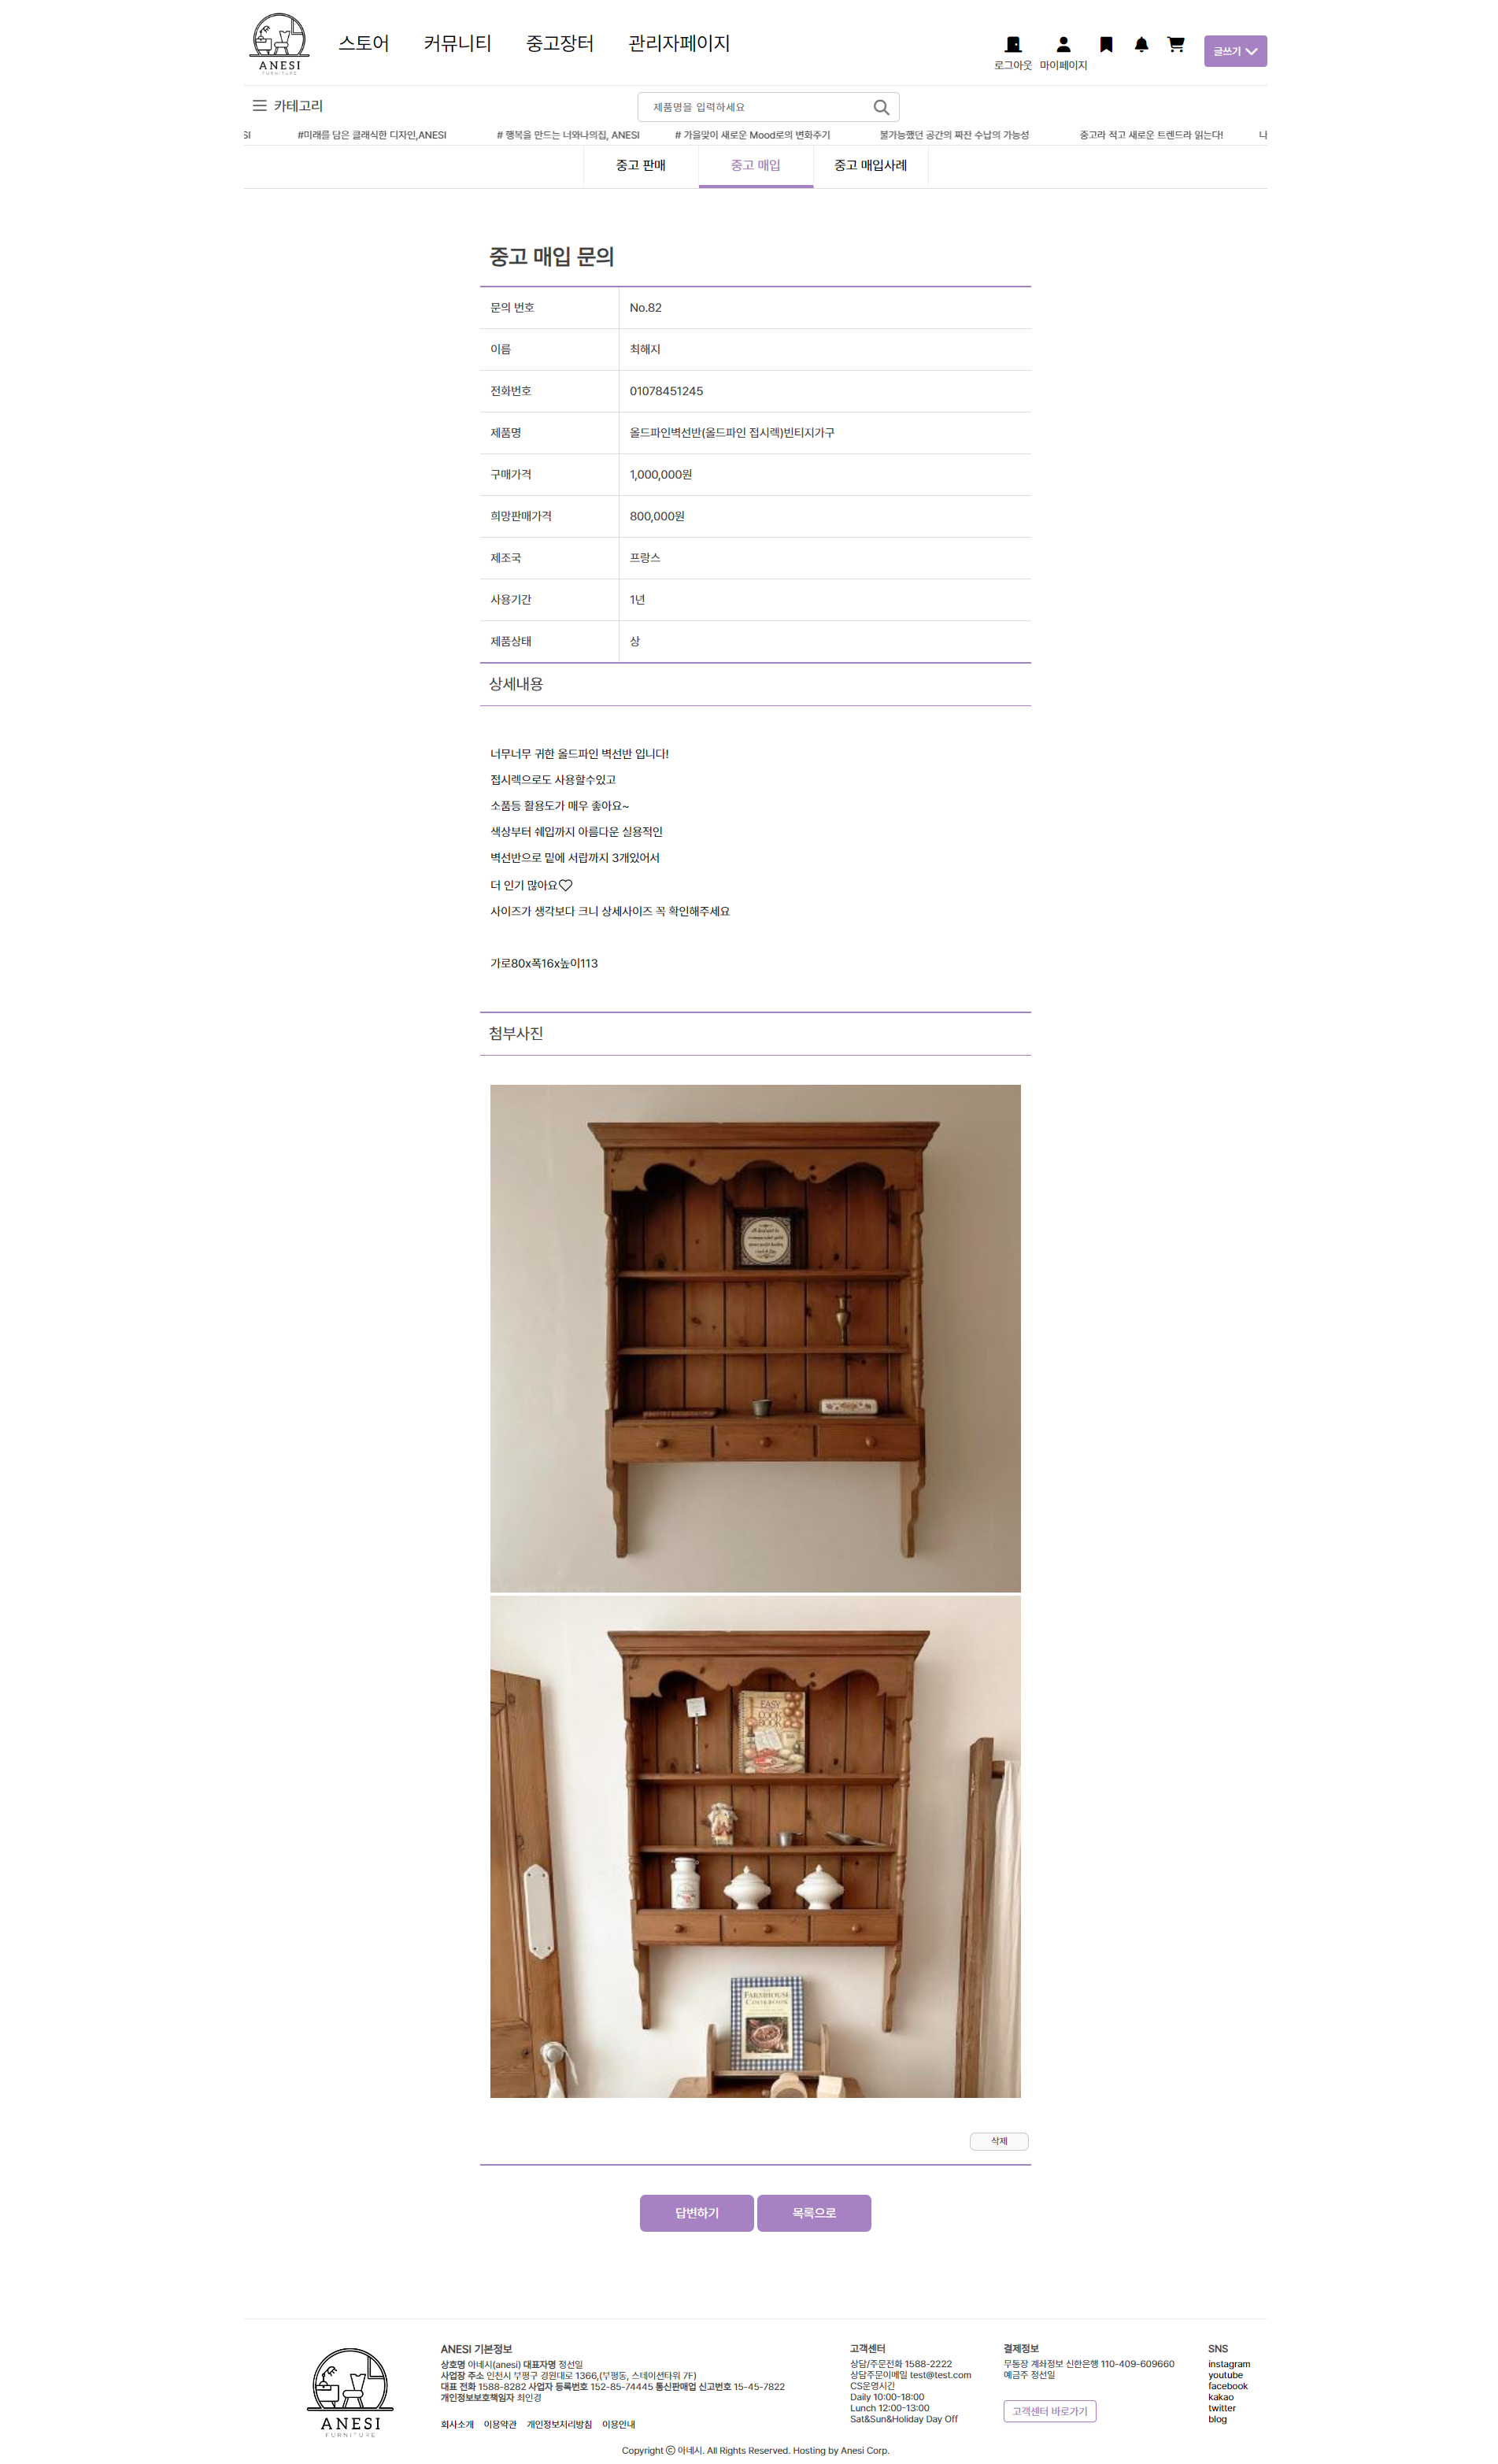 ANESI
FURNITURE
스토어 커뮤니티 중고장터 관리자페이지
로그아웃 마이페이지
글쓰기
카테고리
제품명을 입력하세요
SI #미래를 담은 클래식한 디자인,ANESI # 행복을 만드는 너와나의집, ANESI # 가을맞이 새로운 Mood로의 변화주기 불가능했던 공간의 짜잔 수납의 가능성 중고라 적고 새로운 트렌드라 읽는다! 나
중고 판매 중고 매입 중고 매입사례
중고 매입 문의
문의 번호 No.82
이름 최해지
전화번호 01078451245
제품명 올드파인벽선반(올드파인 접시렉)빈티지가구
구매가격 1,000,000원
희망판매가격 800,000원
제조국 프랑스
사용기간 1년
제품상태 상
상세내용
너무너무 귀한 올드파인 벽선반 입니다!
접시렉으로도 사용할수있고
소품등 활용도가 매우 좋아요~
색상부터 쉐입까지 아름다운 실용적인
벽선반으로 밑에 서랍까지 3개있어서
더 인기 많아요♡
사이즈가 생각보다 크니 상세사이즈 꼭 확인해주세요
가로80x폭16x높이113
첨부사진
EASY
COOK
BOOK
FARMHOUSE
COOKBOOK
삭제
답변하기 목록으로
ANESI
FURNITURE
ANESI 기본정보
상호명 아네시(anesi) 대표자명 정선일
사업장 주소 인천시 부평구 경원대로 1366,(부평동, 스테이션타워 7F)
대표 전화 1588-8282 사업자 등록번호 152-85-74445 통신판매업 신고번호 15-45-7822
개인정보보호책임자 최인경
회사소개 이용약관 개인정보처리방침 이용안내
고객센터
상담/주문전화 1588-2222
상담주문이메일 test@test.com
CS운영시간
Daily 10:00-18:00
Lunch 12:00-13:00
Sat&Sun&Holiday Day Off
결제정보
무통장 계좌정보 신한은행 110-409-609660
예금주 정선일
고객센터 바로가기
SNS
instagram
youtube
facebook
kakao
twitter
blog
Copyright ⓒ 아네시. All Rights Reserved. Hosting by Anesi Corp.